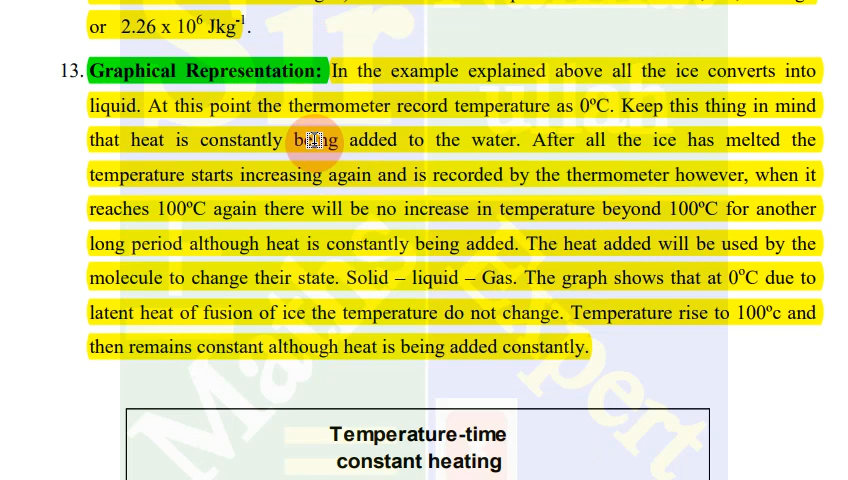 or 2.26 x 10⁶ Jkg⁻¹.
13. Graphical Representation: In the example explained above all the ice converts into
liquid. At this point the thermometer record temperature as 0ºC. Keep this thing in mind
that heat is constantly being added to the water. After all the ice has melted the
temperature starts increasing again and is recorded by the thermometer however, when it
reaches 100ºC again there will be no increase in temperature beyond 100ºC for another
long period although heat is constantly being added. The heat added will be used by the
molecule to change their state. Solid – liquid – Gas. The graph shows that at 0ºC due to
latent heat of fusion of ice the temperature do not change. Temperature rise to 100ºc and
then remains constant although heat is being added constantly.
Sir
Maths Expert
Temperature-time
constant heating